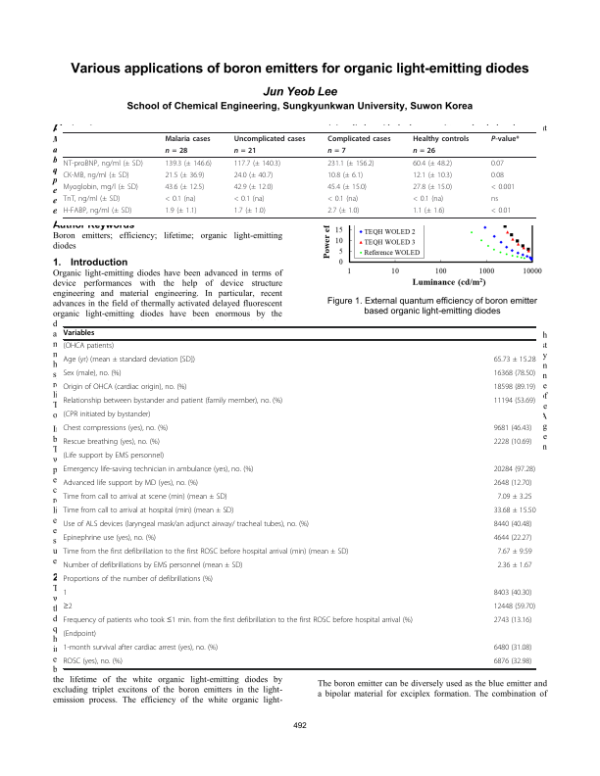 Various applications of boron emitters for organic light-emitting diodes
Jun Yeob Lee
School of Chemical Engineering, Sungkyunkwan University, Suwon Korea
Malaria cases Uncomplicated cases Complicated cases Healthy controls P-value*
n = 28 n = 21 n = 7 n = 26
NT-proBNP, ng/ml (± SD) 139.3 (± 146.6) 117.7 (± 140.3) 231.1 (± 156.2) 60.4 (± 48.2) 0.07
CK-MB, ng/ml (± SD) 21.5 (± 36.9) 24.0 (± 40.7) 10.8 (± 6.1) 12.1 (± 10.3) 0.08
Myoglobin, mg/l (± SD) 43.6 (± 12.5) 42.9 (± 12.0) 45.4 (± 15.0) 27.8 (± 15.0) < 0.001
TnT, ng/ml (± SD) < 0.1 (na) < 0.1 (na) < 0.1 (na) < 0.1 (na) ns
H-FABP, ng/ml (± SD) 1.9 (± 1.1) 1.7 (± 1.0) 2.7 (± 1.0) 1.1 (± 1.6) < 0.01
Author Keywords
Boron emitters; efficiency; lifetime; organic light-emitting
diodes
1. Introduction
Organic light-emitting diodes have been advanced in terms of
device performances with the help of device structure
engineering and material engineering. In particular, recent
advances in the field of thermally activated delayed fluorescent
organic light-emitting diodes have been enormous by the
Power ef
15
10
5
0
TEQH WOLED 2
TEQH WOLED 3
Reference WOLED
1 10 100 1000 10000
Luminance (cd/m²)
Figure 1. External quantum efficiency of boron emitter
based organic light-emitting diodes
Variables
(OHCA patients)
Age (yr) (mean ± standard deviation [SD]) 65.73 ± 15.28
Sex (male), no. (%) 16368 (78.50)
Origin of OHCA (cardiac origin), no. (%) 18598 (89.19)
Relationship between bystander and patient (family member), no. (%) 11194 (53.69)
(CPR initiated by bystander)
Chest compressions (yes), no. (%) 9681 (46.43)
Rescue breathing (yes), no. (%) 2228 (10.69)
(Life support by EMS personnel)
Emergency life-saving technician in ambulance (yes), no. (%) 20284 (97.28)
Advanced life support by MD (yes), no. (%) 2648 (12.70)
Time from call to arrival at scene (min) (mean ± SD) 7.09 ± 3.25
Time from call to arrival at hospital (min) (mean ± SD) 33.68 ± 15.50
Use of ALS devices (laryngeal mask/an adjunct airway/ tracheal tubes), no. (%) 8440 (40.48)
Epinephrine use (yes), no. (%) 4644 (22.27)
Time from the first defibrillation to the first ROSC before hospital arrival (min) (mean ± SD) 7.67 ± 9.59
Number of defibrillations by EMS personnel (mean ± SD) 2.36 ± 1.67
Proportions of the number of defibrillations (%)
1 8403 (40.30)
≥2 12448 (59.70)
Frequency of patients who took ≤1 min. from the first defibrillation to the first ROSC before hospital arrival (%) 2743 (13.16)
(Endpoint)
1-month survival after cardiac arrest (yes), no. (%) 6480 (31.08)
ROSC (yes), no. (%) 6876 (32.98)
the lifetime of the white organic light-emitting diodes by
excluding triplet excitons of the boron emitters in the light-
emission process. The efficiency of the white organic light-
The boron emitter can be diversely used as the blue emitter and
a bipolar material for exciplex formation. The combination of
492